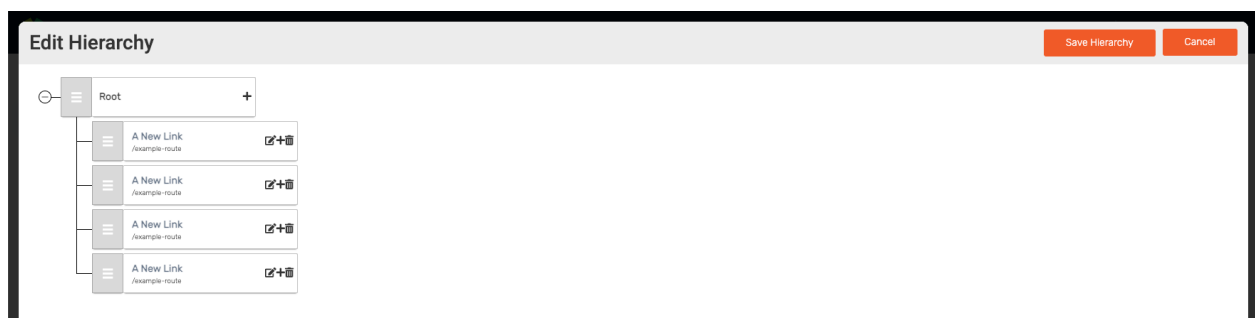 Edit Hierarchy
Save Hierarchy
Cancel
Root
A New Link
/example-route
A New Link
/example-route
A New Link
/example-route
A New Link
/example-route